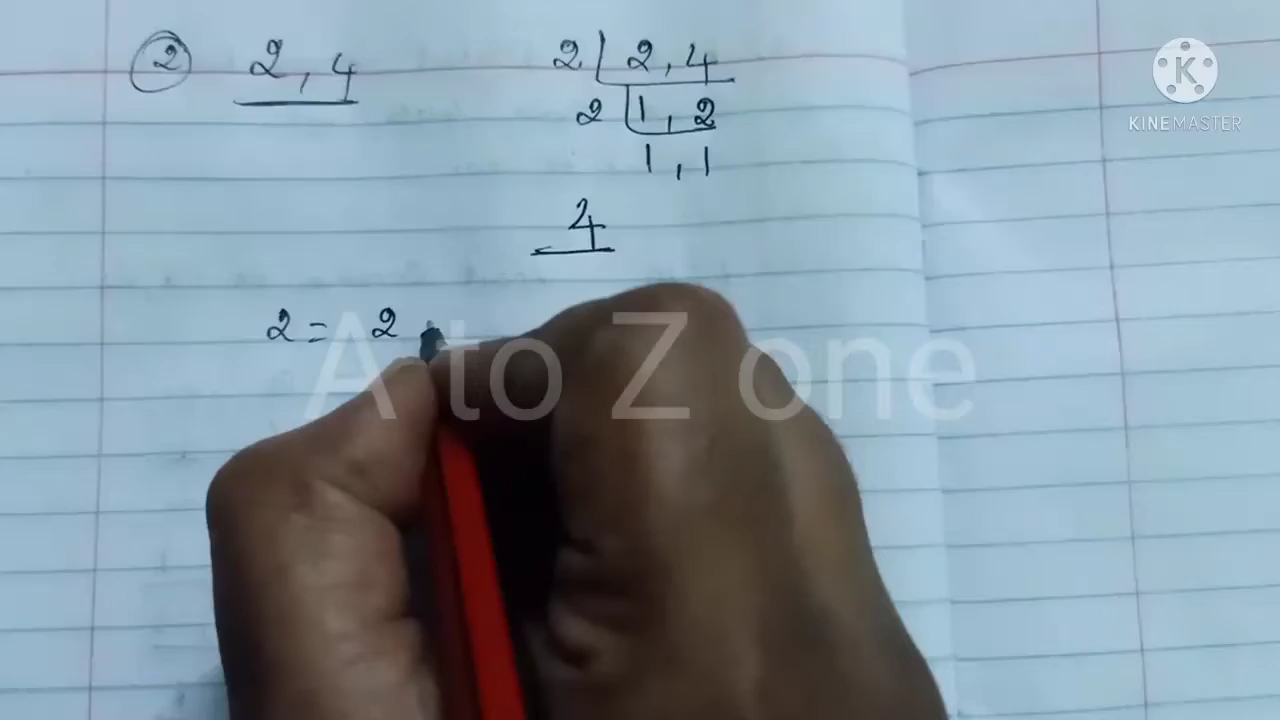 ② 2, 4
2 | 2, 4
2 | 1, 2
1, 1
4
2 = 2
KINEMASTER
A to Z one